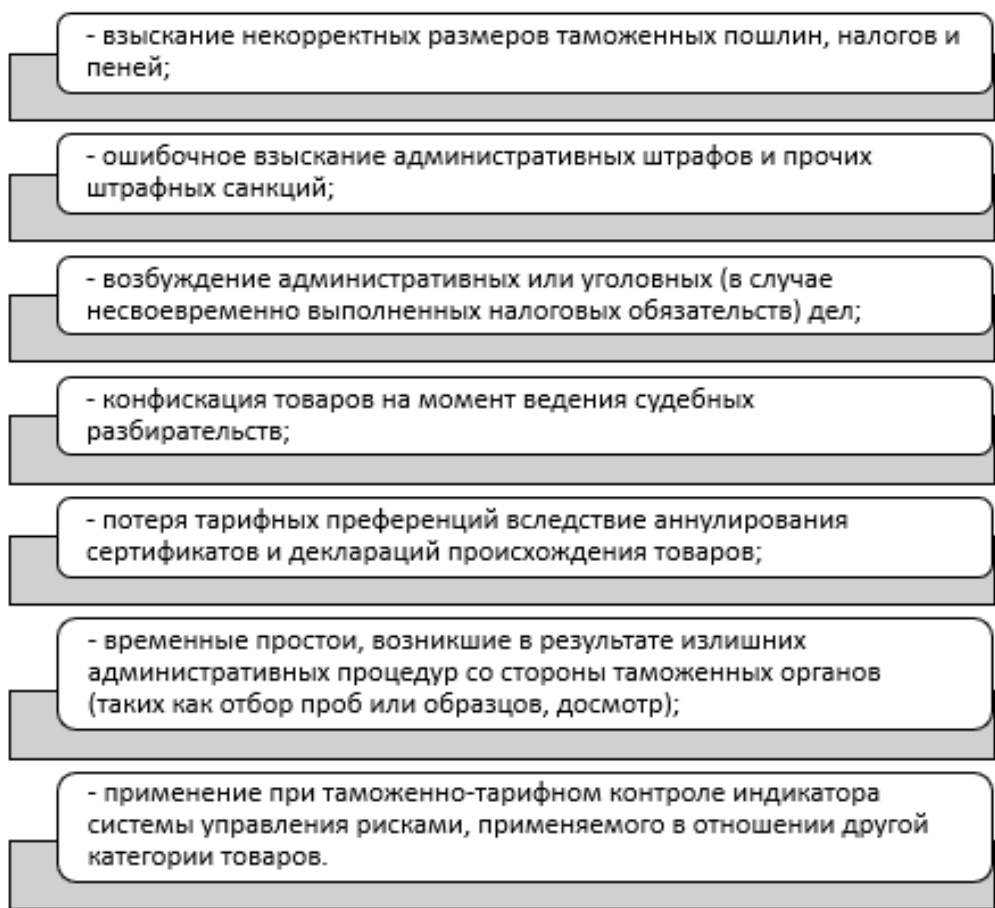 - взыскание некорректных размеров таможенных пошлин, налогов и
пеней;
- ошибочное взыскание административных штрафов и прочих
штрафных санкций;
- возбуждение административных или уголовных (в случае
несвоевременно выполненных налоговых обязательств) дел;
- конфискация товаров на момент ведения судебных
разбирательств;
- потеря тарифных преференций вследствие аннулирования
сертификатов и деклараций происхождения товаров;
- временные простои, возникшие в результате излишних
административных процедур со стороны таможенных органов
(таких как отбор проб или образцов, досмотр);
- применение при таможенно-тарифном контроле индикатора
системы управления рисками, применяемого в отношении другой
категории товаров.